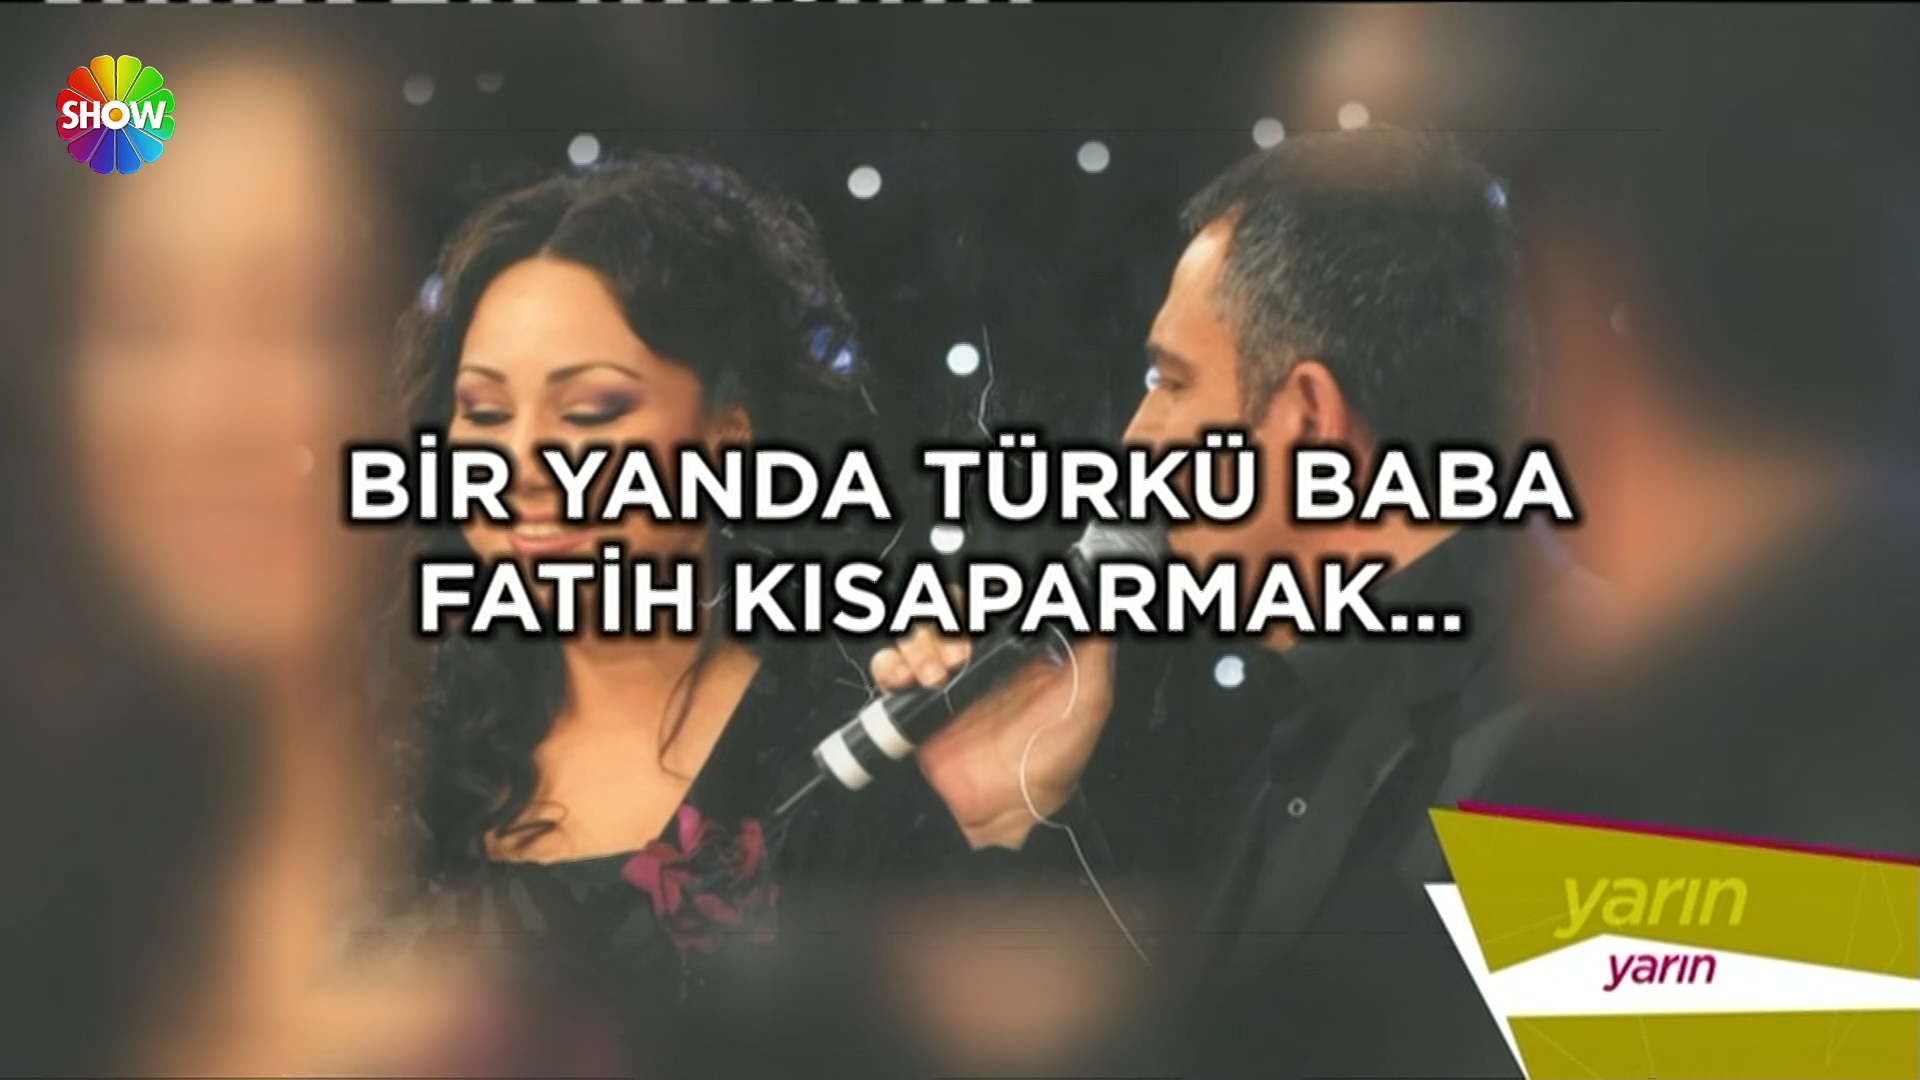 SHOW
BİR YANDA TÜRKÜ BABA
FATİH KISAPARMAK...
yarın
yarın